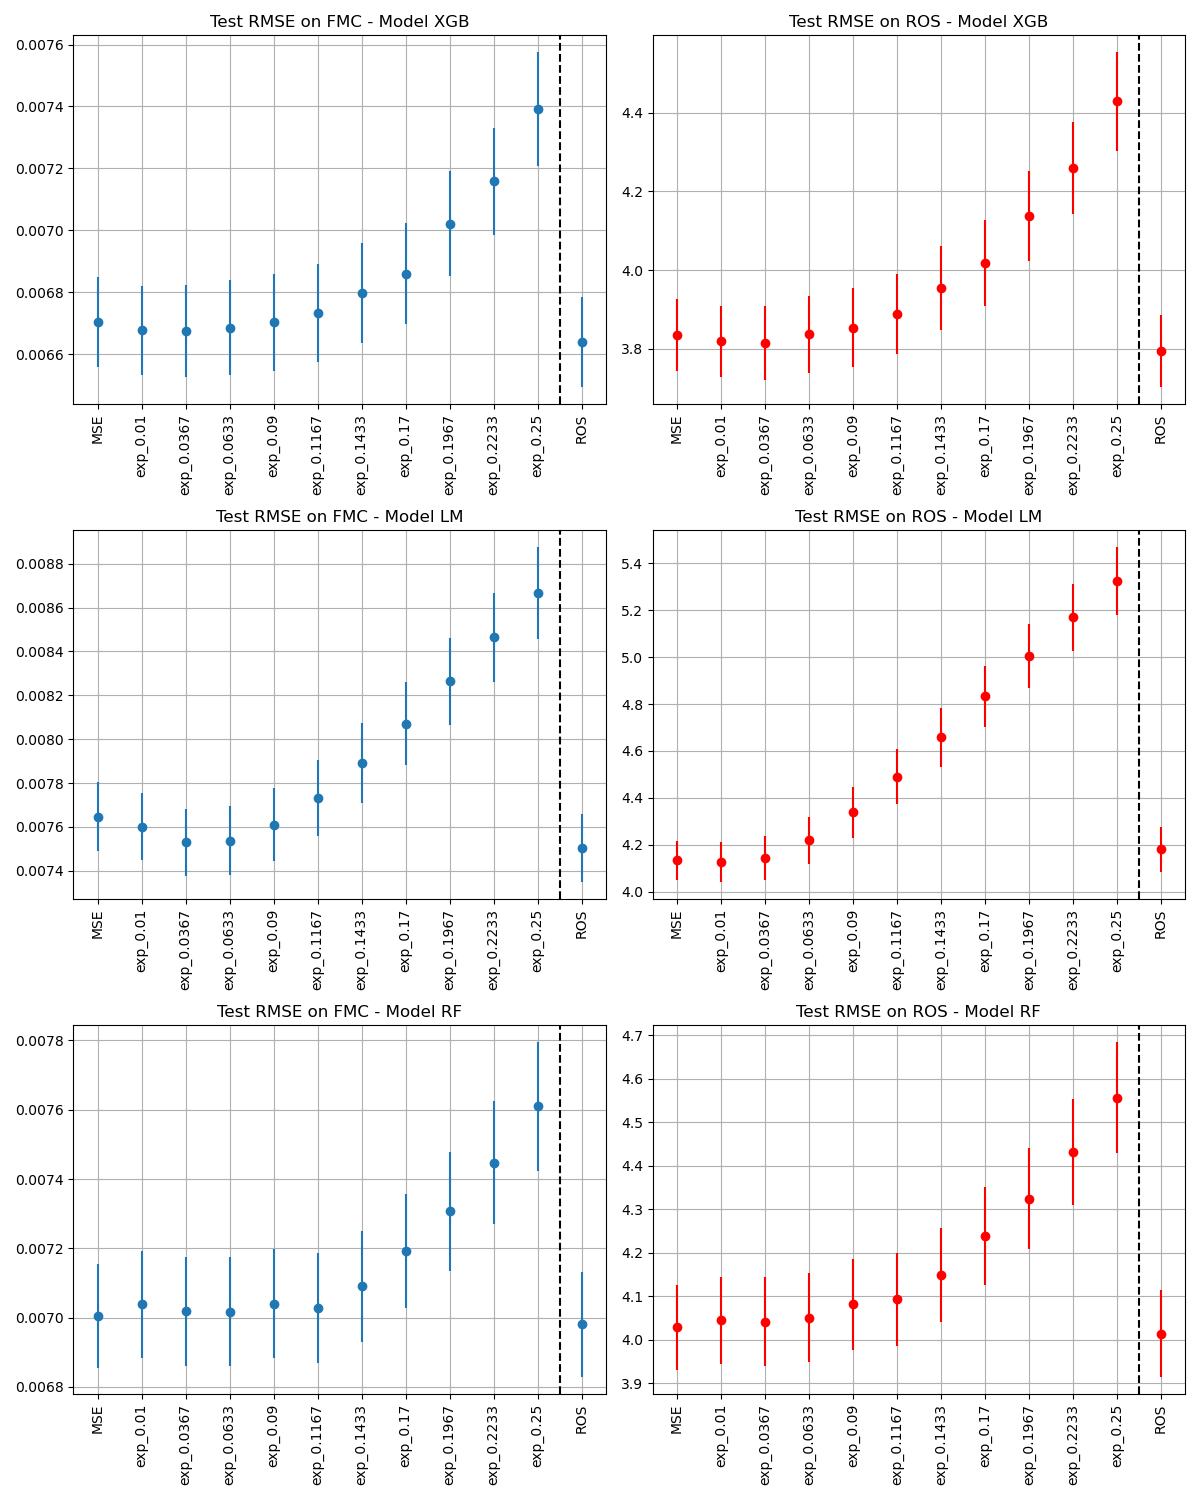 Test RMSE on FMC - Model XGB
0.0076
0.0074
0.0072
0.0070
0.0068
0.0066
MSE
exp_0.01
exp_0.0367
exp_0.0633
exp_0.09
exp_0.1167
exp_0.1433
exp_0.17
exp_0.1967
exp_0.2233
exp_0.25
ROS
Test RMSE on ROS - Model XGB
4.4
4.2
4.0
3.8
MSE
exp_0.01
exp_0.0367
exp_0.0633
exp_0.09
exp_0.1167
exp_0.1433
exp_0.17
exp_0.1967
exp_0.2233
exp_0.25
ROS
Test RMSE on FMC - Model LM
0.0088
0.0086
0.0084
0.0082
0.0080
0.0078
0.0076
0.0074
MSE
exp_0.01
exp_0.0367
exp_0.0633
exp_0.09
exp_0.1167
exp_0.1433
exp_0.17
exp_0.1967
exp_0.2233
exp_0.25
ROS
Test RMSE on ROS - Model LM
5.4
5.2
5.0
4.8
4.6
4.4
4.2
4.0
MSE
exp_0.01
exp_0.0367
exp_0.0633
exp_0.09
exp_0.1167
exp_0.1433
exp_0.17
exp_0.1967
exp_0.2233
exp_0.25
ROS
Test RMSE on FMC - Model RF
0.0078
0.0076
0.0074
0.0072
0.0070
0.0068
MSE
exp_0.01
exp_0.0367
exp_0.0633
exp_0.09
exp_0.1167
exp_0.1433
exp_0.17
exp_0.1967
exp_0.2233
exp_0.25
ROS
Test RMSE on ROS - Model RF
4.7
4.6
4.5
4.4
4.3
4.2
4.1
4.0
3.9
MSE
exp_0.01
exp_0.0367
exp_0.0633
exp_0.09
exp_0.1167
exp_0.1433
exp_0.17
exp_0.1967
exp_0.2233
exp_0.25
ROS